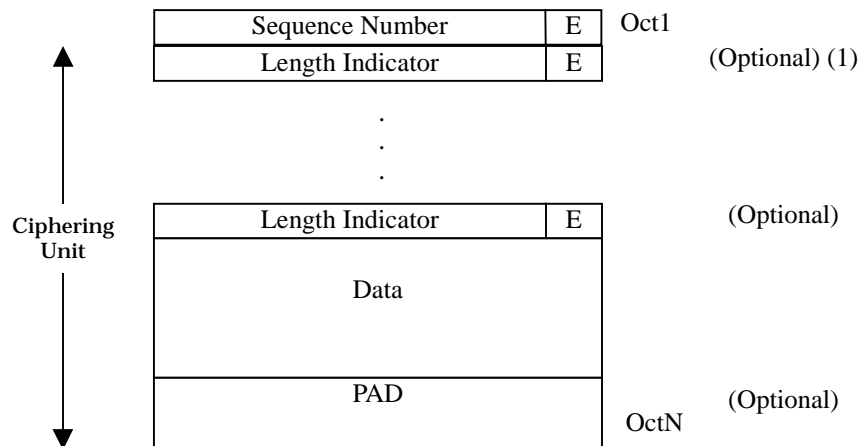 Sequence Number E Oct1
Length Indicator E (Optional) (1)
.
.
.
Length Indicator E (Optional)
Ciphering
Unit
Data
PAD (Optional)
OctN